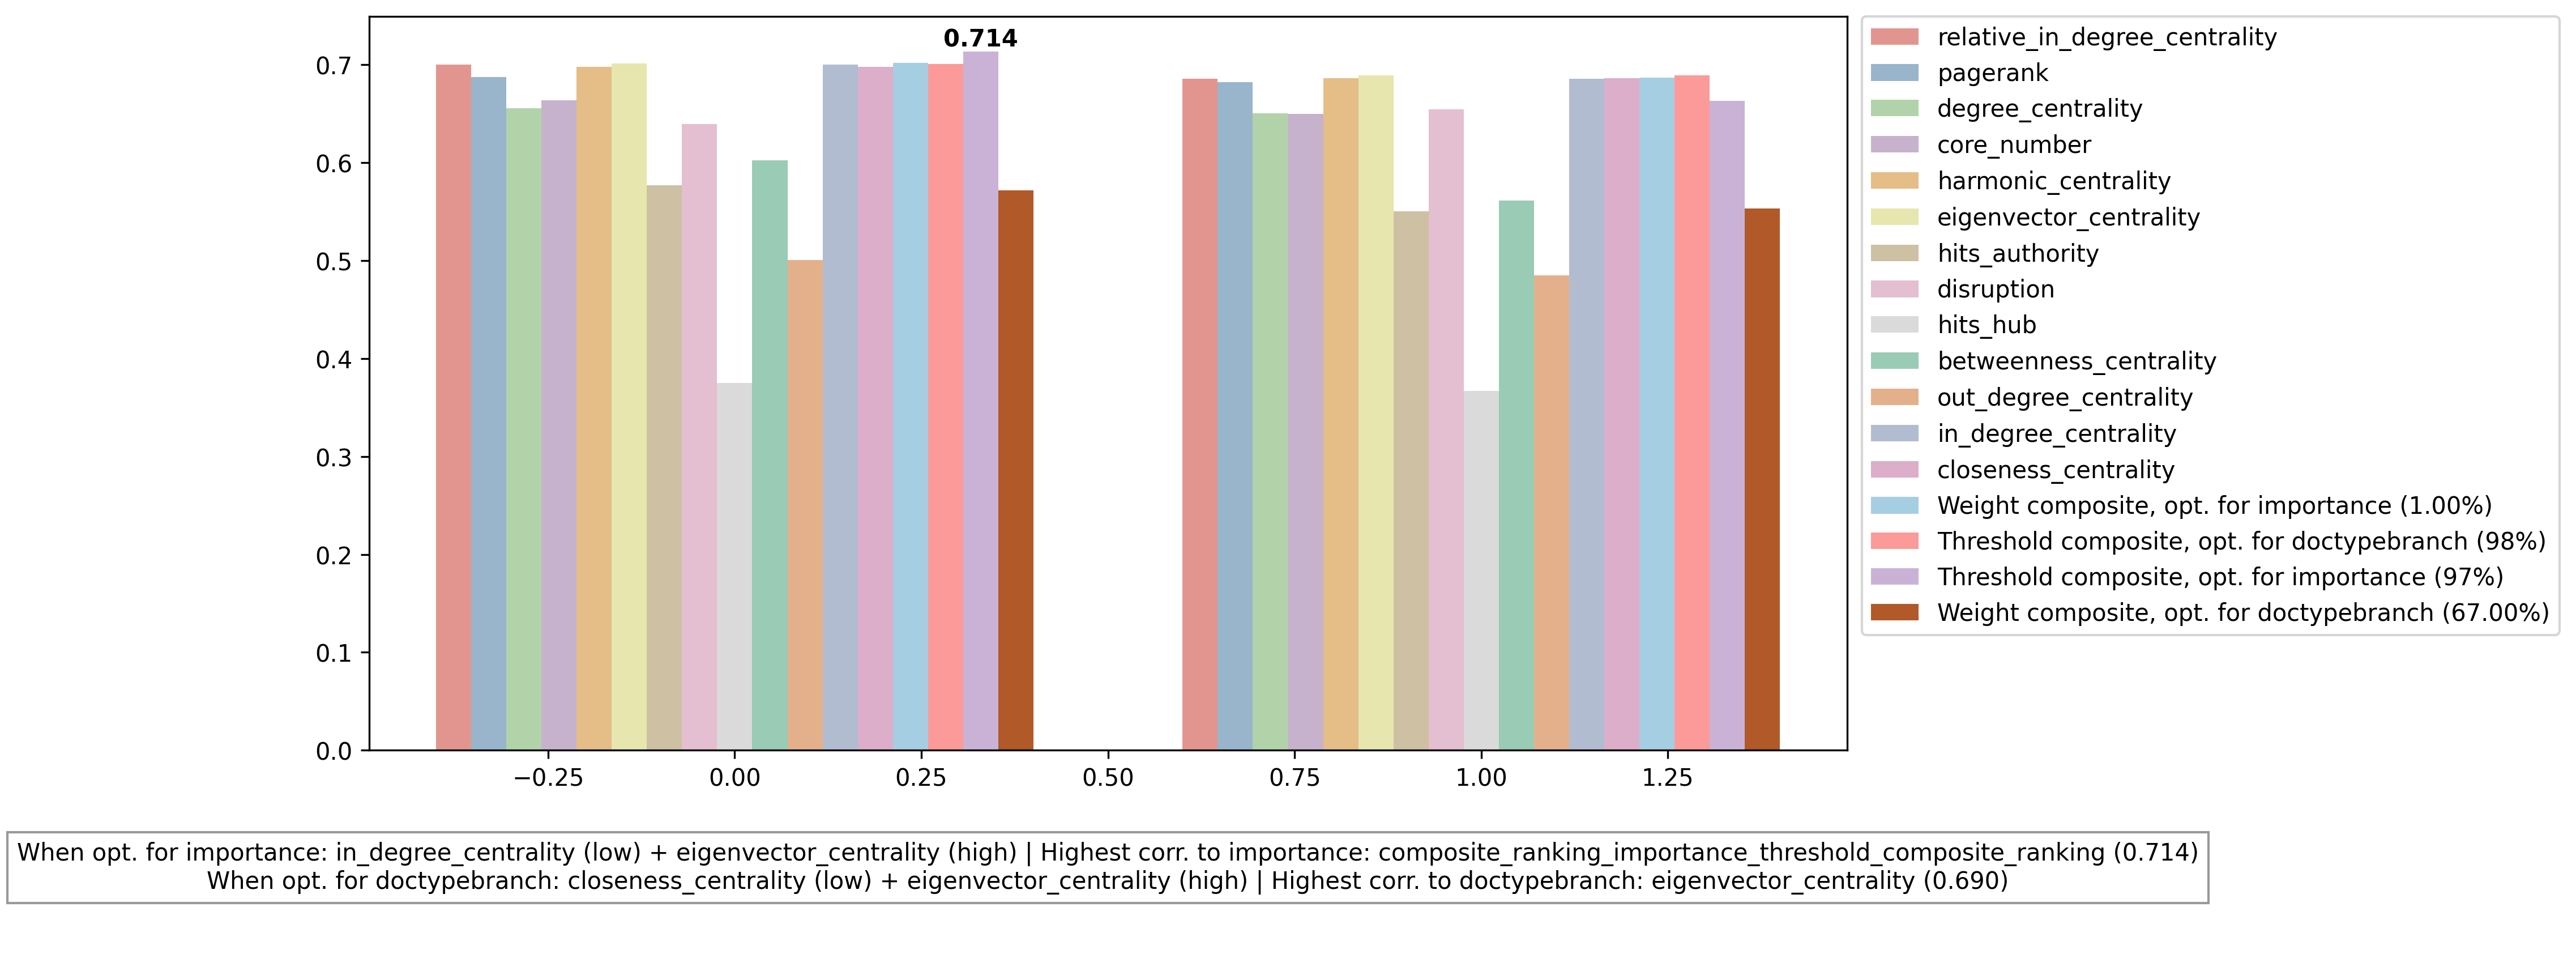 0.714
0.7
0.6
0.5
0.4
0.3
0.2
0.1
0.0
−0.25 0.00 0.25 0.50 0.75 1.00 1.25
relative_in_degree_centrality
pagerank
degree_centrality
core_number
harmonic_centrality
eigenvector_centrality
hits_authority
disruption
hits_hub
betweenness_centrality
out_degree_centrality
in_degree_centrality
closeness_centrality
Weight composite, opt. for importance (1.00%)
Threshold composite, opt. for doctypebranch (98%)
Threshold composite, opt. for importance (97%)
Weight composite, opt. for doctypebranch (67.00%)
When opt. for importance: in_degree_centrality (low) + eigenvector_centrality (high) | Highest corr. to importance: composite_ranking_importance_threshold_composite_ranking (0.714)
When opt. for doctypebranch: closeness_centrality (low) + eigenvector_centrality (high) | Highest corr. to doctypebranch: eigenvector_centrality (0.690)